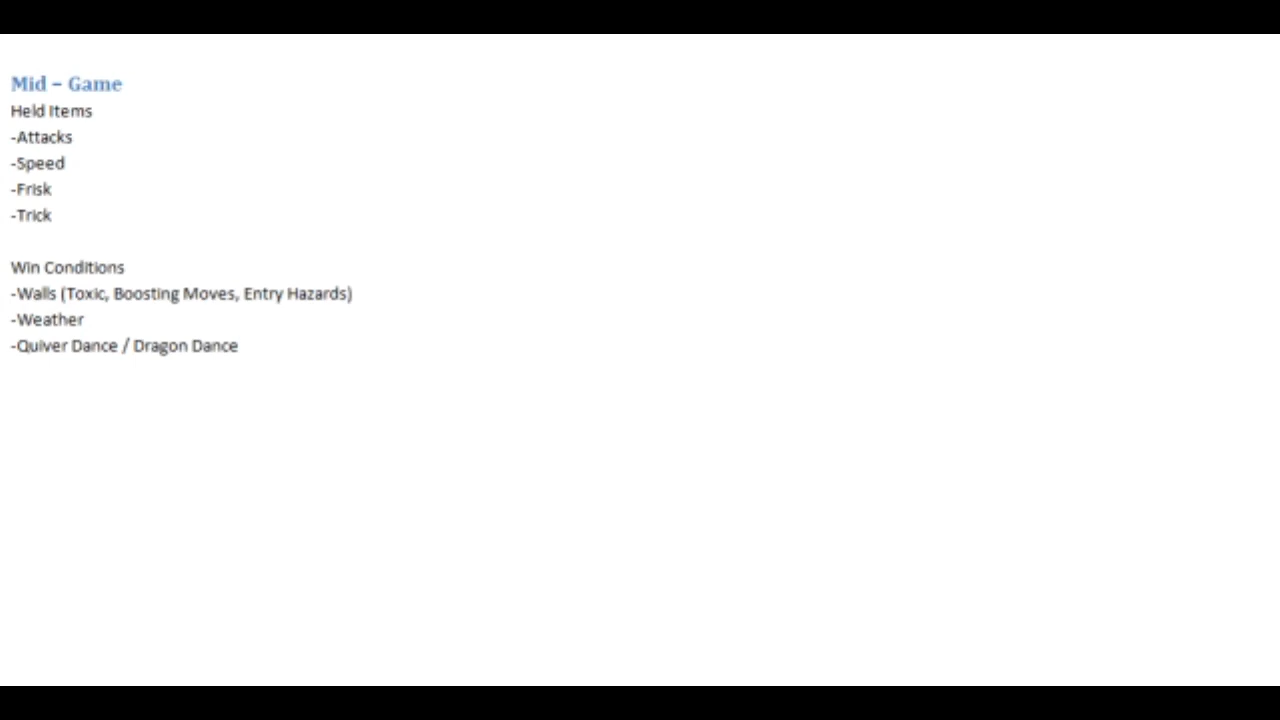 Mid – Game
Held Items
-Attacks
-Speed
-Frisk
-Trick
Win Conditions
-Walls (Toxic, Boosting Moves, Entry Hazards)
-Weather
-Quiver Dance / Dragon Dance